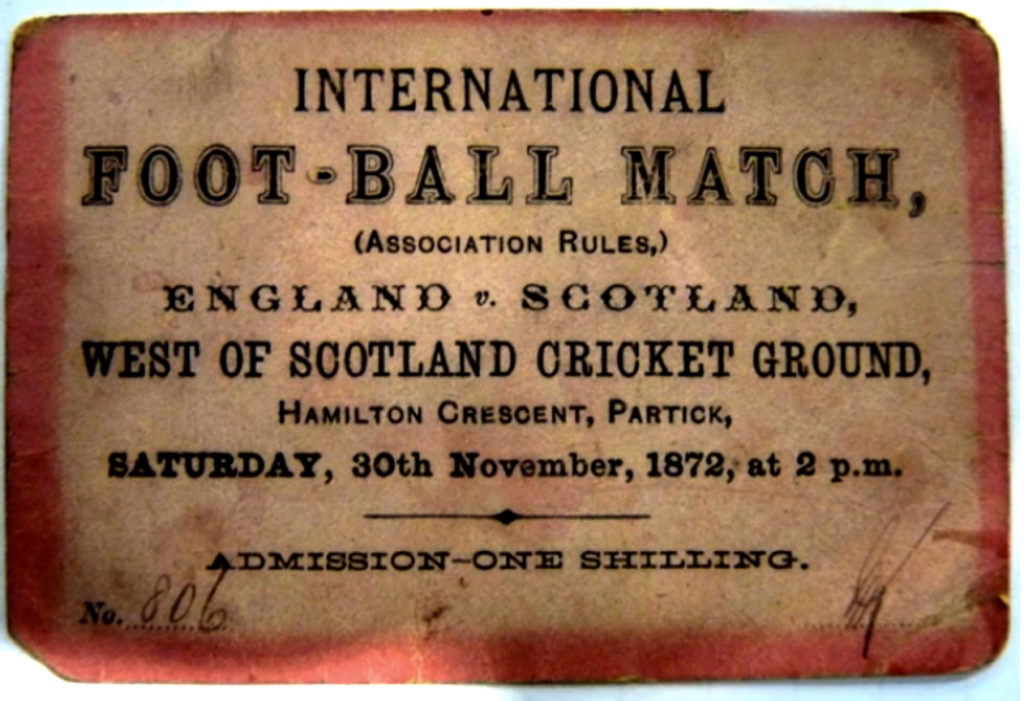 INTERNATIONAL
FOOT-BALL MATCH,
(ASSOCIATION RULES,)
ENGLAND v. SCOTLAND,
WEST OF SCOTLAND CRICKET GROUND,
HAMILTON CRESCENT, PARTICK,
SATURDAY, 30th November, 1872, at 2 p.m.
ADMISSION—ONE SHILLING.
No. 806